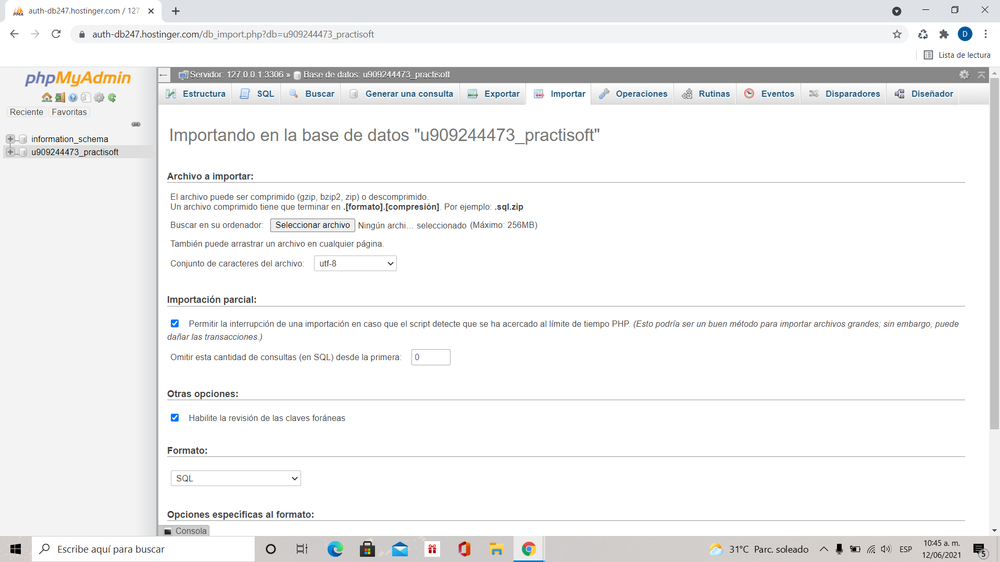 auth-db247.hostinger.com / 127.
auth-db247.hostinger.com/db_import.php?db=u909244473_practisoft
D
Lista de lectura
phpMyAdmin
Reciente
Favoritas
information_schema
u909244473_practisoft
Servidor: 127.0.0.1:3306 » Base de datos: u909244473_practisoft
Estructura
SQL
Buscar
Generar una consulta
Exportar
Importar
Operaciones
Rutinas
Eventos
Disparadores
Diseñador
Importando en la base de datos "u909244473_practisoft"
Archivo a importar:
El archivo puede ser comprimido (gzip, bzip2, zip) o descomprimido.
Un archivo comprimido tiene que terminar en .[formato].[compresión]. Por ejemplo: .sql.zip
Buscar en su ordenador: Seleccionar archivo Ningún archi... seleccionado (Máximo: 256MB)
También puede arrastrar un archivo en cualquier página.
Conjunto de caracteres del archivo: utf-8
Importación parcial:
Permitir la interrupción de una importación en caso que el script detecte que se ha acercado al límite de tiempo PHP. (Esto podría ser un buen método para importar archivos grandes; sin embargo, puede
dañar las transacciones.)
Omitir esta cantidad de consultas (en SQL) desde la primera: 0
Otras opciones:
Habilite la revisión de las claves foráneas
Formato:
SQL
Opciones específicas al formato:
Consola
Escribe aquí para buscar
31°C Parc. soleado
ESP
10:45 a. m.
12/06/2021
5